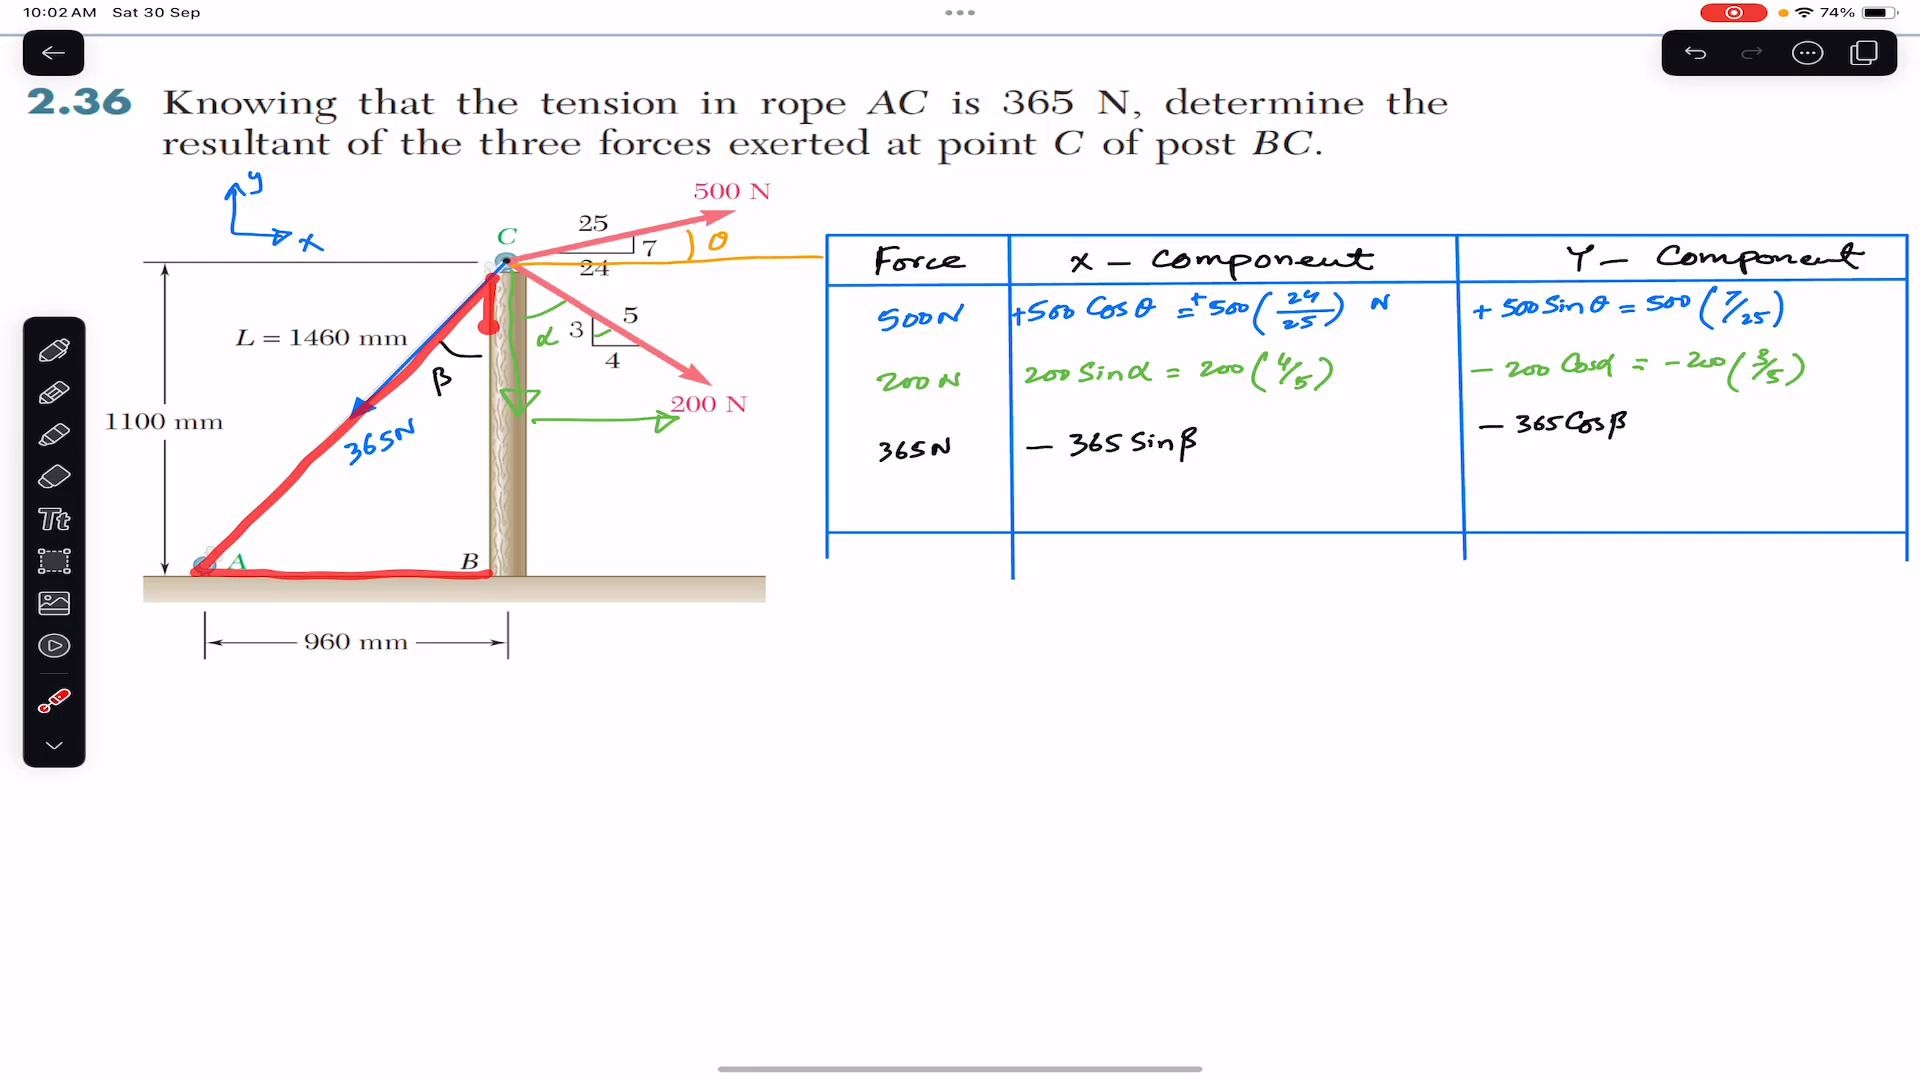 10:02 AM Sat 30 Sep
74%
2.36 Knowing that the tension in rope AC is 365 N, determine the
resultant of the three forces exerted at point C of post BC.
y
x
500 N
25
7
24
θ
C
L = 1460 mm
α
3
5
4
β
200 N
1100 mm
365N
A
B
960 mm
Tt
Force X – Component Y – Component
500N +500 Cos θ = +500 (24/25) N + 500 Sin θ = 500 (7/25)
200 N 200 Sin α = 200 (4/5) – 200 Cos α = – 200 (3/5)
365N – 365 Sin β – 365 Cos β